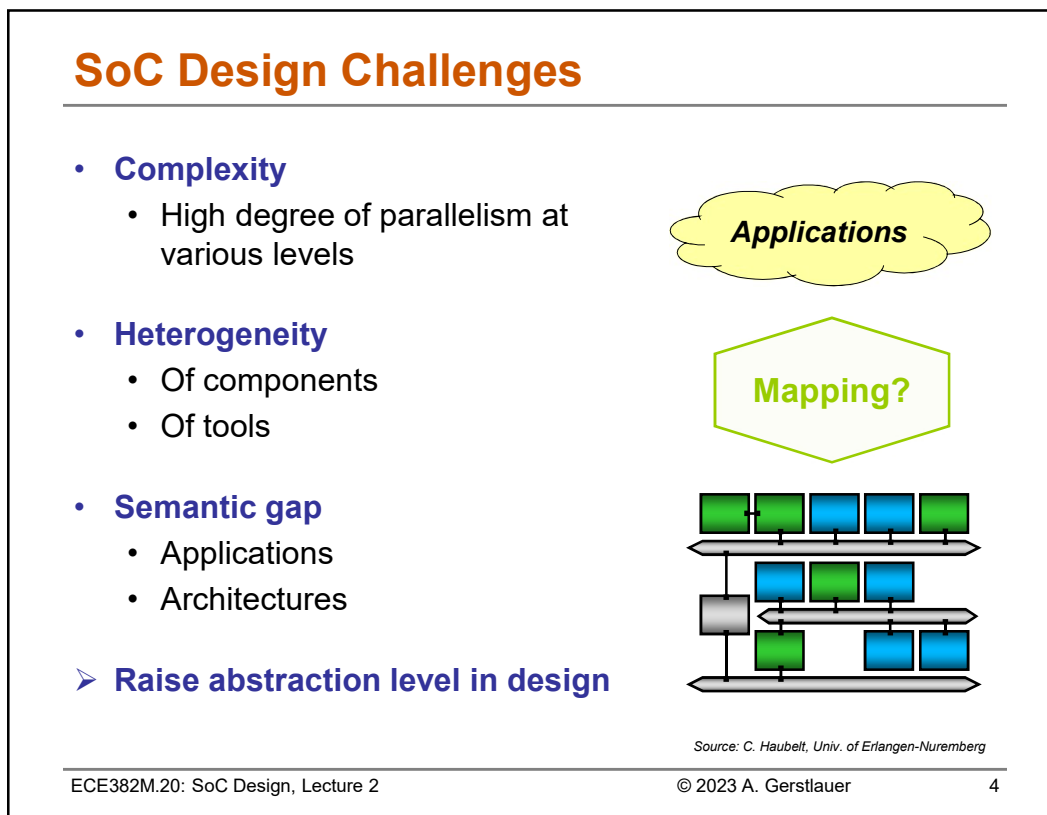 SoC Design Challenges
• Complexity
• High degree of parallelism at
various levels
• Heterogeneity
• Of components
• Of tools
• Semantic gap
• Applications
• Architectures
➢ Raise abstraction level in design
Applications
Mapping?
Source: C. Haubelt, Univ. of Erlangen-Nuremberg
ECE382M.20: SoC Design, Lecture 2
© 2023 A. Gerstlauer
4